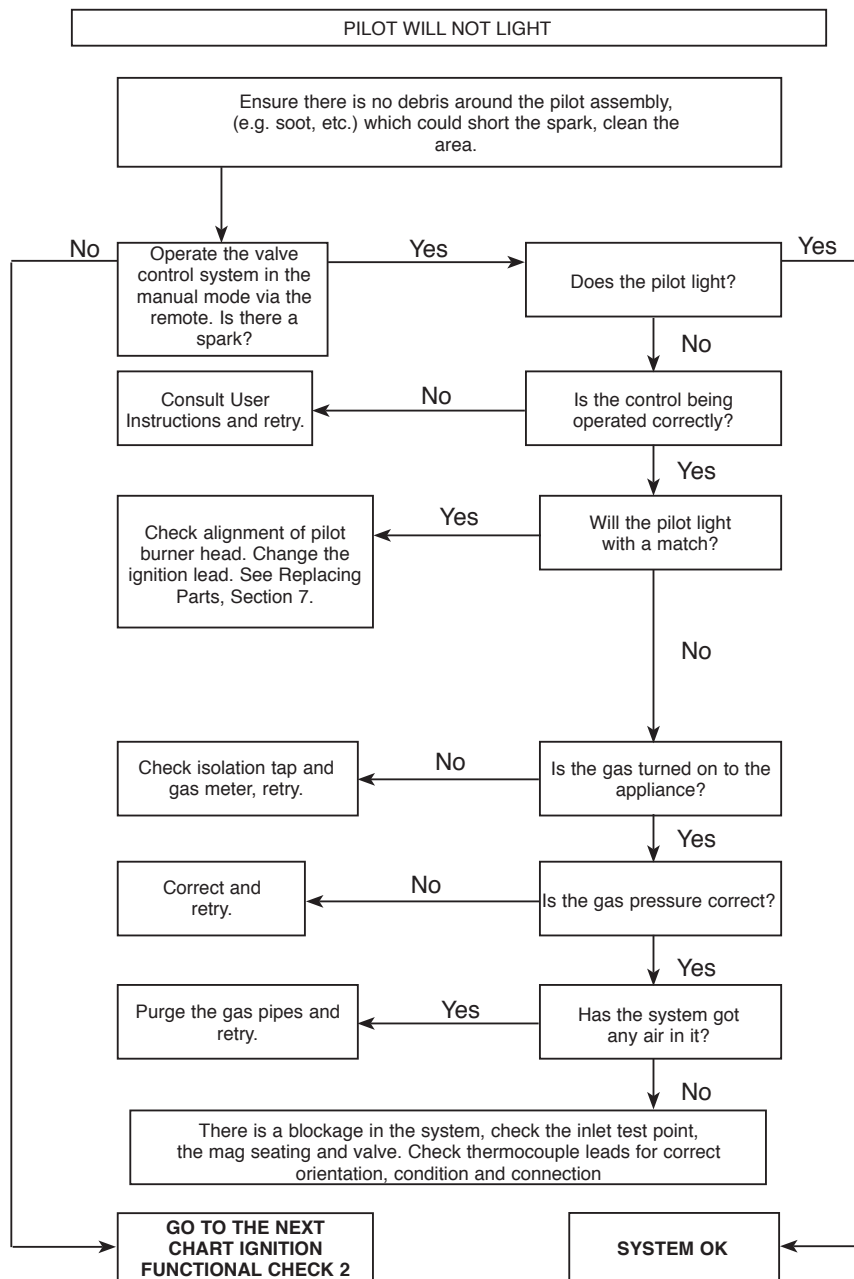 PILOT WILL NOT LIGHT
Ensure there is no debris around the pilot assembly,
(e.g. soot, etc.) which could short the spark, clean the
area.
No
Operate the valve
control system in the
manual mode via the
remote. Is there a
spark?
Yes
Does the pilot light?
Yes
No
Consult User
Instructions and retry.
No
Is the control being
operated correctly?
Yes
Check alignment of pilot
burner head. Change the
ignition lead. See Replacing
Parts, Section 7.
Yes
Will the pilot light
with a match?
No
Check isolation tap and
gas meter, retry.
No
Is the gas turned on to the
appliance?
Yes
Correct and
retry.
No
Is the gas pressure correct?
Yes
Purge the gas pipes and
retry.
Yes
Has the system got
any air in it?
No
There is a blockage in the system, check the inlet test point,
the mag seating and valve. Check thermocouple leads for correct
orientation, condition and connection
GO TO THE NEXT
CHART IGNITION
FUNCTIONAL CHECK 2
SYSTEM OK